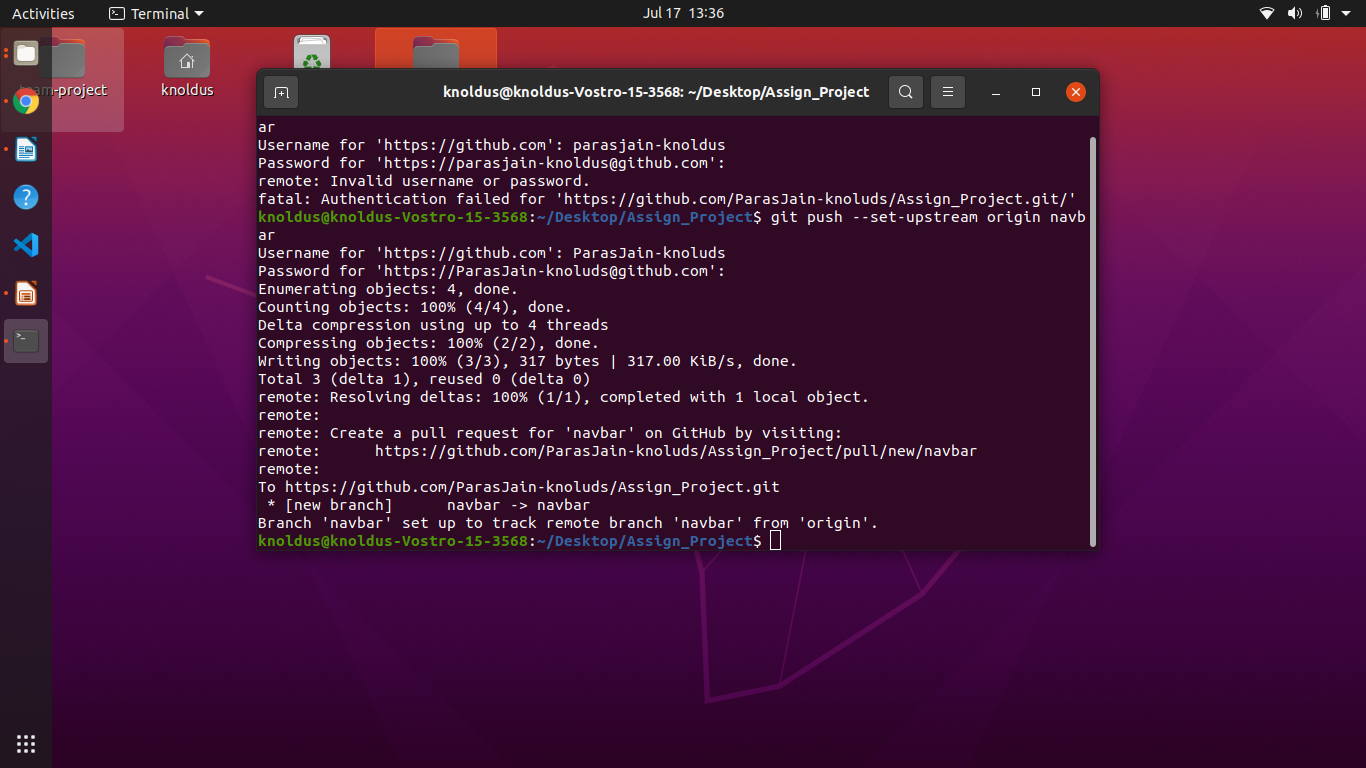 Activities
Terminal
Jul 17 13:36
team-project
knoldus
knoldus@knoldus-Vostro-15-3568: ~/Desktop/Assign_Project
ar
Username for 'https://github.com': parasjain-knoldus
Password for 'https://parasjain-knoldus@github.com':
remote: Invalid username or password.
fatal: Authentication failed for 'https://github.com/ParasJain-knoluds/Assign_Project.git/'
knoldus@knoldus-Vostro-15-3568:~/Desktop/Assign_Project$ git push --set-upstream origin navb
ar
Username for 'https://github.com': ParasJain-knoluds
Password for 'https://ParasJain-knoluds@github.com':
Enumerating objects: 4, done.
Counting objects: 100% (4/4), done.
Delta compression using up to 4 threads
Compressing objects: 100% (2/2), done.
Writing objects: 100% (3/3), 317 bytes | 317.00 KiB/s, done.
Total 3 (delta 1), reused 0 (delta 0)
remote: Resolving deltas: 100% (1/1), completed with 1 local object.
remote:
remote: Create a pull request for 'navbar' on GitHub by visiting:
remote:      https://github.com/ParasJain-knoluds/Assign_Project/pull/new/navbar
remote:
To https://github.com/ParasJain-knoluds/Assign_Project.git
 * [new branch]      navbar -> navbar
Branch 'navbar' set up to track remote branch 'navbar' from 'origin'.
knoldus@knoldus-Vostro-15-3568:~/Desktop/Assign_Project$